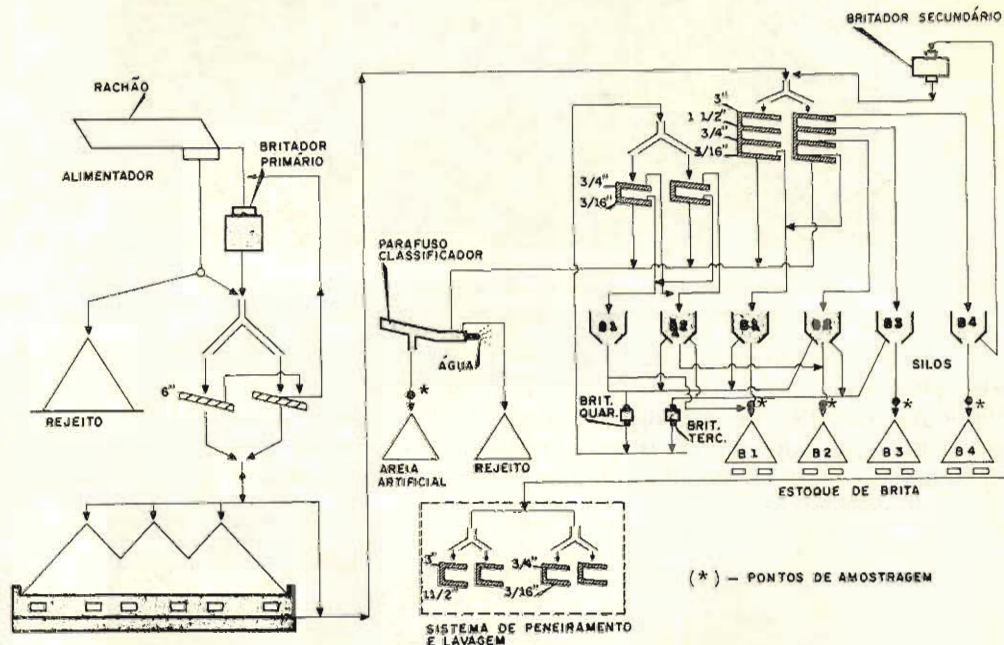 BRITADOR SECUNDÁRIO
RACHÃO
BRITADOR
PRIMÁRIO
ALIMENTADOR
3"
1 1/2"
3/4"
3/16"
3/4"
3/16"
PARAFUSO
CLASSIFICADOR
ÁGUA
B1
B2
B1
B2
B3
B4
SILOS
6"
REJEITO
*
AREIA
ARTIFICIAL
REJEITO
BRIT.
QUAR.
BRIT.
TERC.
*
*
*
*
B1
B2
B3
B4
ESTOQUE DE BRITA
3"
1 1/2"
3/4"
3/16"
SISTEMA DE PENEIRAMENTO
E LAVAGEM
(*) - PONTOS DE AMOSTRAGEM